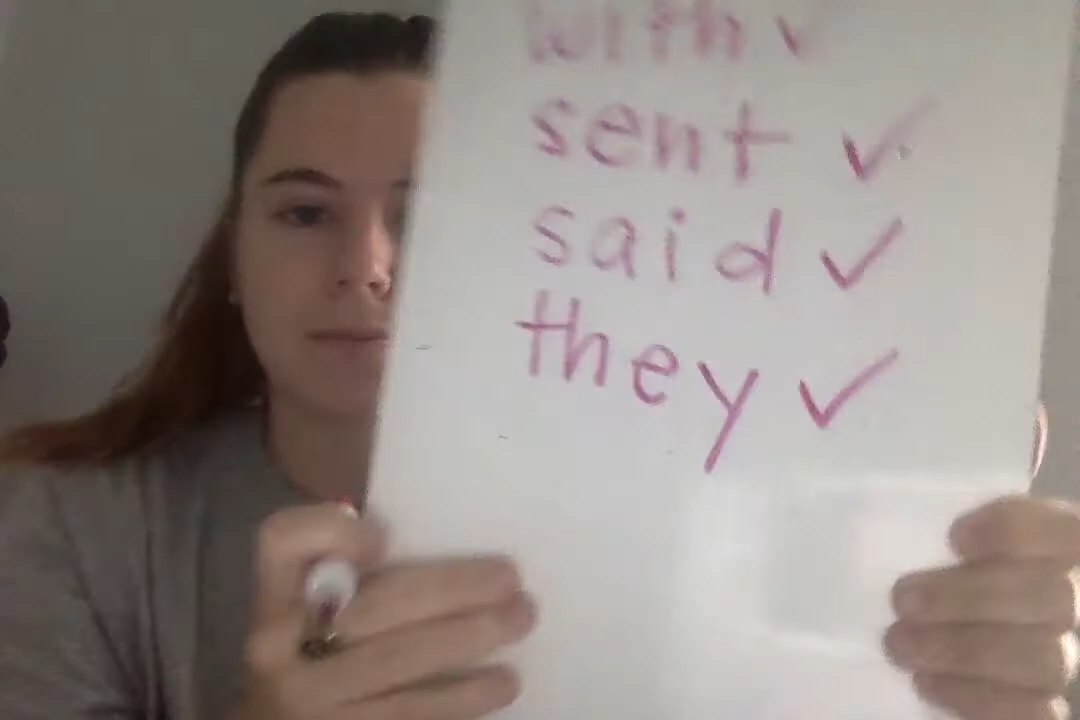 with ✓
sent ✓
said ✓
they ✓